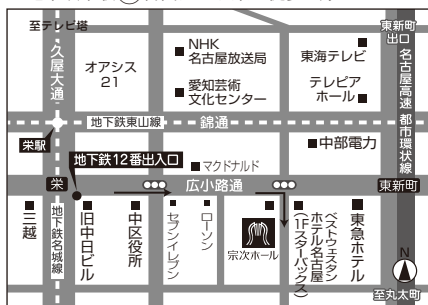 至テレビ塔
久屋大通
オアシス
21
NHK
名古屋放送局
愛知芸術
文化センター
東海テレビ
テレピア
ホール
東新町
出口
名古屋高速
都市環状線
地下鉄東山線
錦通
栄駅
地下鉄12番出入口
マクドナルド
中部電力
栄
広小路通
東新町
三越
地下鉄名城線
旧中日ビル
中区役所
セブンイレブン
ローソン
宗次ホール
ベストウェスタン
ホテル名古屋
(1Fスターバックス)
東急ホテル
N
至丸太町